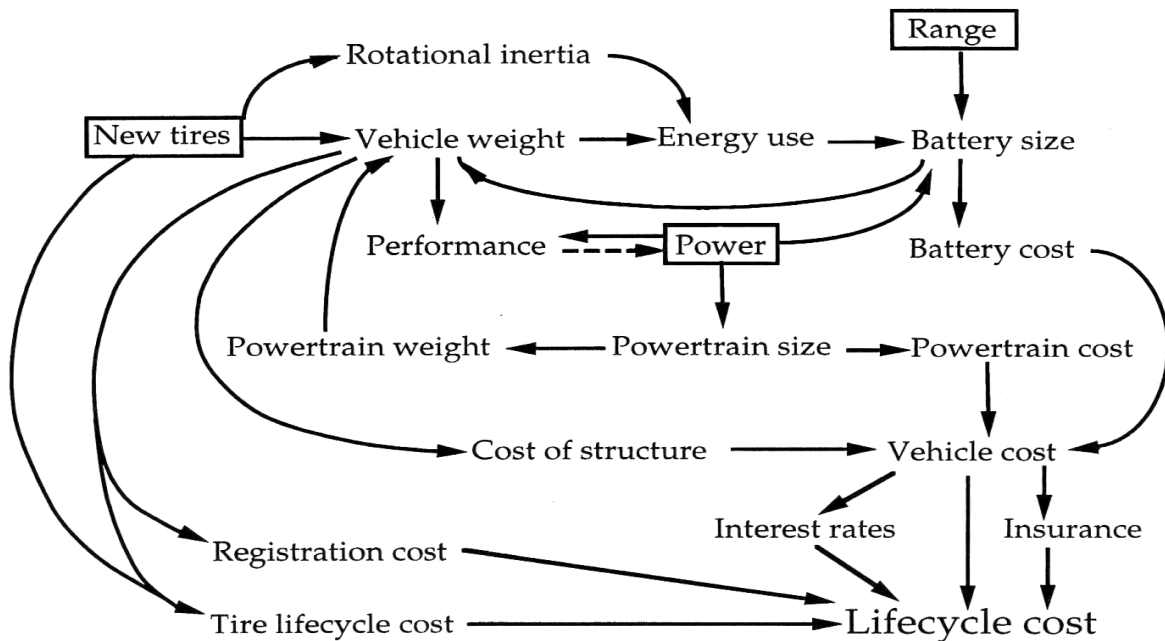 Range
Rotational inertia
New tires
Vehicle weight
Energy use
Battery size
Performance
Power
Battery cost
Powertrain weight
Powertrain size
Powertrain cost
Cost of structure
Vehicle cost
Interest rates
Insurance
Registration cost
Tire lifecycle cost
Lifecycle cost